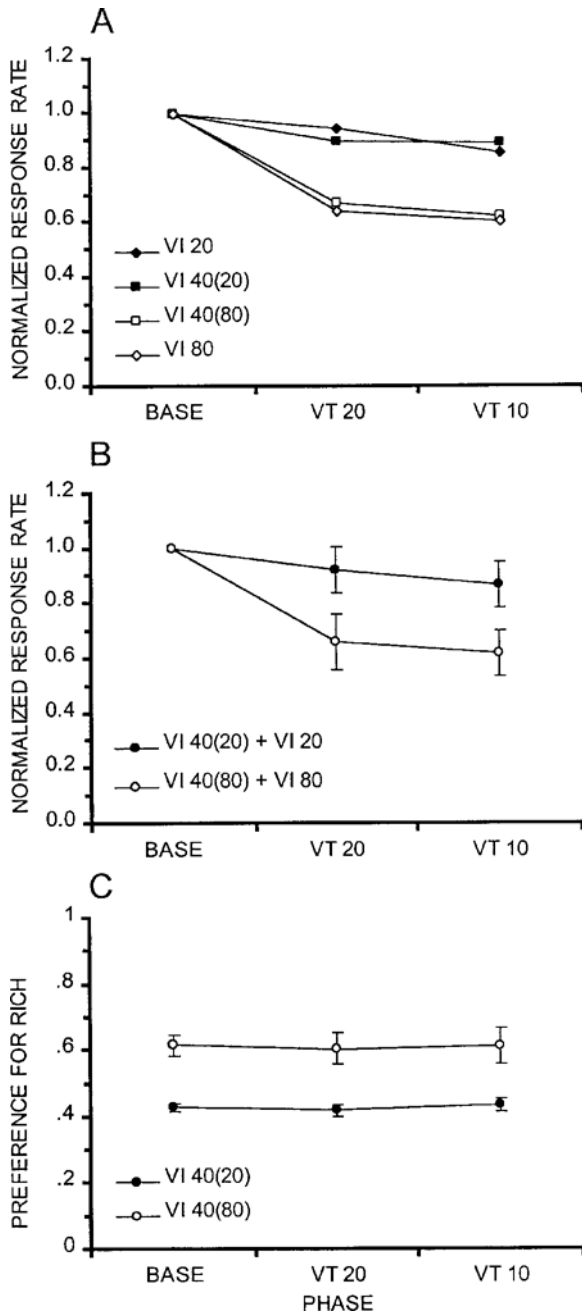 A
NORMALIZED RESPONSE RATE
1.2
1.0
0.8
0.6
0.4
0.2
0.0
VI 20
VI 40(20)
VI 40(80)
VI 80
BASE VT 20 VT 10
B
NORMALIZED RESPONSE RATE
1.2
1.0
0.8
0.6
0.4
0.2
0.0
VI 40(20) + VI 20
VI 40(80) + VI 80
BASE VT 20 VT 10
C
PREFERENCE FOR RICH
1
.8
.6
.4
.2
0
VI 40(20)
VI 40(80)
BASE VT 20 VT 10
PHASE